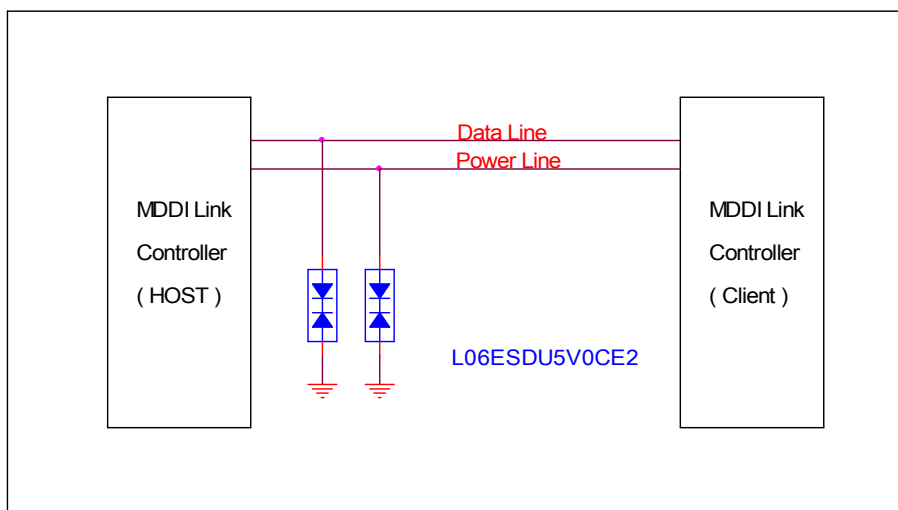 Data Line
Power Line
MDDI Link
Controller
( HOST )
MDDI Link
Controller
( Client )
L06ESDU5V0CE2